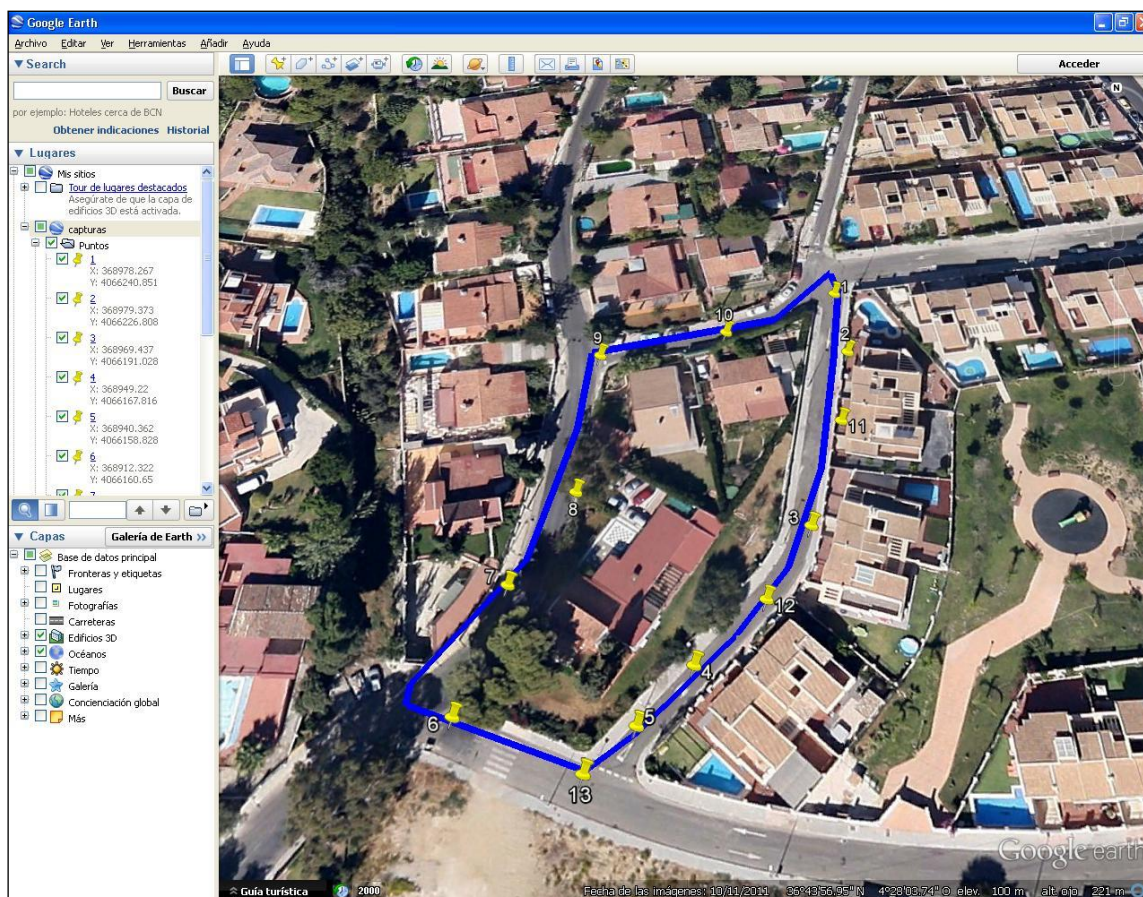 Google Earth
Archivo Editar Ver Herramientas Añadir Ayuda
Search
Buscar
por ejemplo: Hoteles cerca de BCN
Obtener indicaciones Historial
Lugares
Mis sitios
Tour de lugares destacados
Asegúrate de que la capa de
edificios 3D está activada.
capturas
Puntos
1
X: 368978.267
Y: 4066240.851
2
X: 368979.373
Y: 4066226.808
3
X: 368969.437
Y: 4066191.028
4
X: 368949.22
Y: 4066167.816
5
X: 368940.362
Y: 4066158.828
6
X: 368912.322
Y: 4066160.65
7
Capas
Galería de Earth >>
Base de datos principal
Fronteras y etiquetas
Lugares
Fotografías
Carreteras
Edificios 3D
Océanos
Tiempo
Galería
Concienciación global
Más
Acceder
N
1
10
2
9
11
8
3
7
12
4
6
5
13
Google earth
Guía turística
2000
Fecha de las imágenes: 10/11/2011 36°43'56.95" N 4°28'03.74" O elev. 100 m alt. ojo 221 m